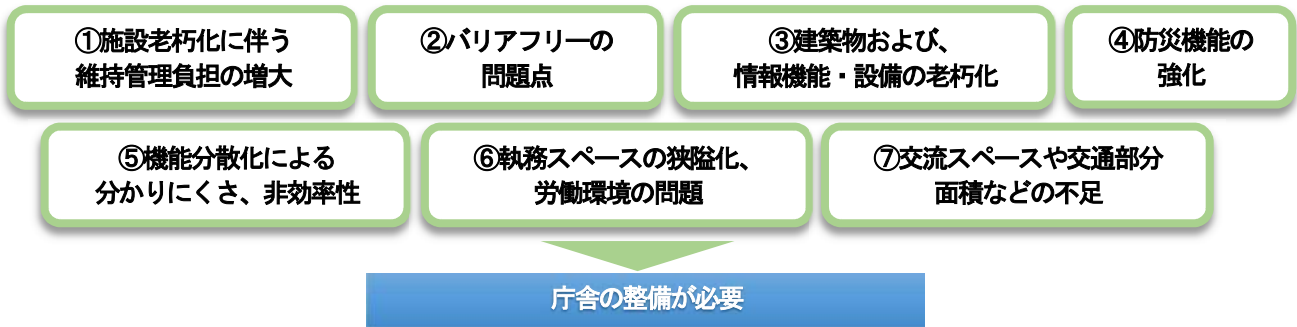 ①施設老朽化に伴う
維持管理負担の増大
②バリアフリーの
問題点
③建築物および、
情報機能・設備の老朽化
④防災機能の
強化
⑤機能分散化による
分かりにくさ、非効率性
⑥執務スペースの狭隘化、
労働環境の問題
⑦交流スペースや交通部分
面積などの不足
庁舎の整備が必要